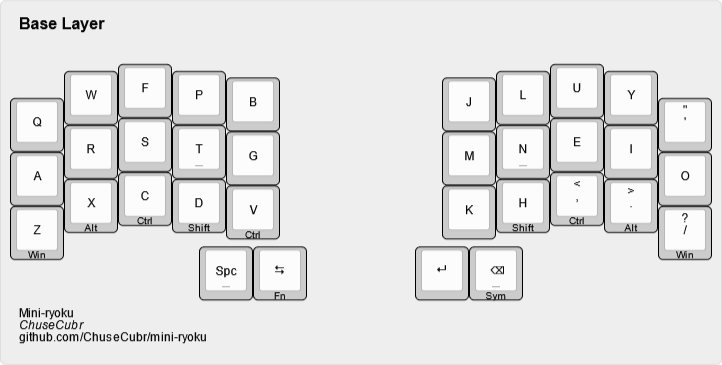 Base Layer
Q W F P B J L U Y " '
A R S T _ G M N _ E I O
Z Win X Alt C Ctrl D Shift V Ctrl K H Shift < , Ctrl > . Alt ? / Win
Spc _ ⇆ Fn ↵ ⌫ _ Sym
Mini-ryoku
ChuseCubr
github.com/ChuseCubr/mini-ryoku